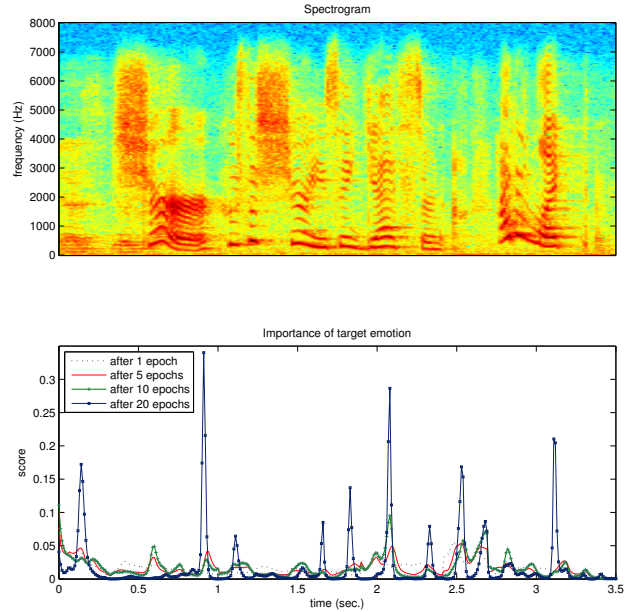 Spectrogram
8000
7000
6000
5000
4000
3000
2000
1000
0
frequency (Hz)
Importance of target emotion
after 1 epoch
after 5 epochs
after 10 epochs
after 20 epochs
0.3
0.25
0.2
0.15
0.1
0.05
0
score
0 0.5 1 1.5 2 2.5 3 3.5
time (sec.)